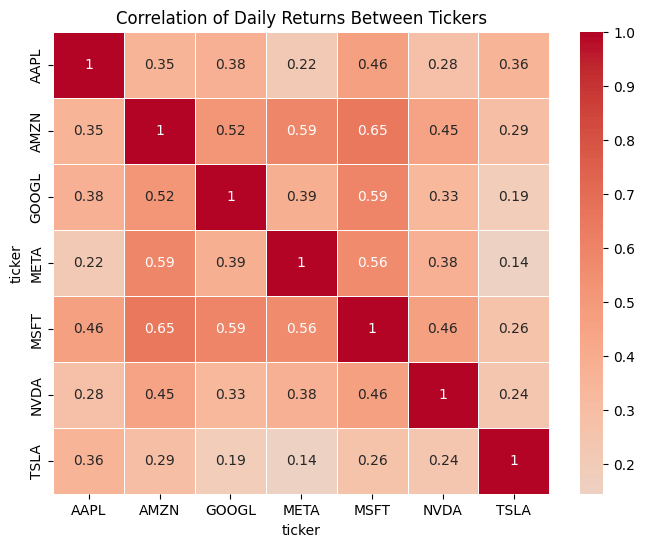 Correlation of Daily Returns Between Tickers
AAPL 1 0.35 0.38 0.22 0.46 0.28 0.36
AMZN 0.35 1 0.52 0.59 0.65 0.45 0.29
GOOGL 0.38 0.52 1 0.39 0.59 0.33 0.19
META 0.22 0.59 0.39 1 0.56 0.38 0.14
MSFT 0.46 0.65 0.59 0.56 1 0.46 0.26
NVDA 0.28 0.45 0.33 0.38 0.46 1 0.24
TSLA 0.36 0.29 0.19 0.14 0.26 0.24 1
ticker
AAPL AMZN GOOGL META MSFT NVDA TSLA
ticker
1.0
0.9
0.8
0.7
0.6
0.5
0.4
0.3
0.2